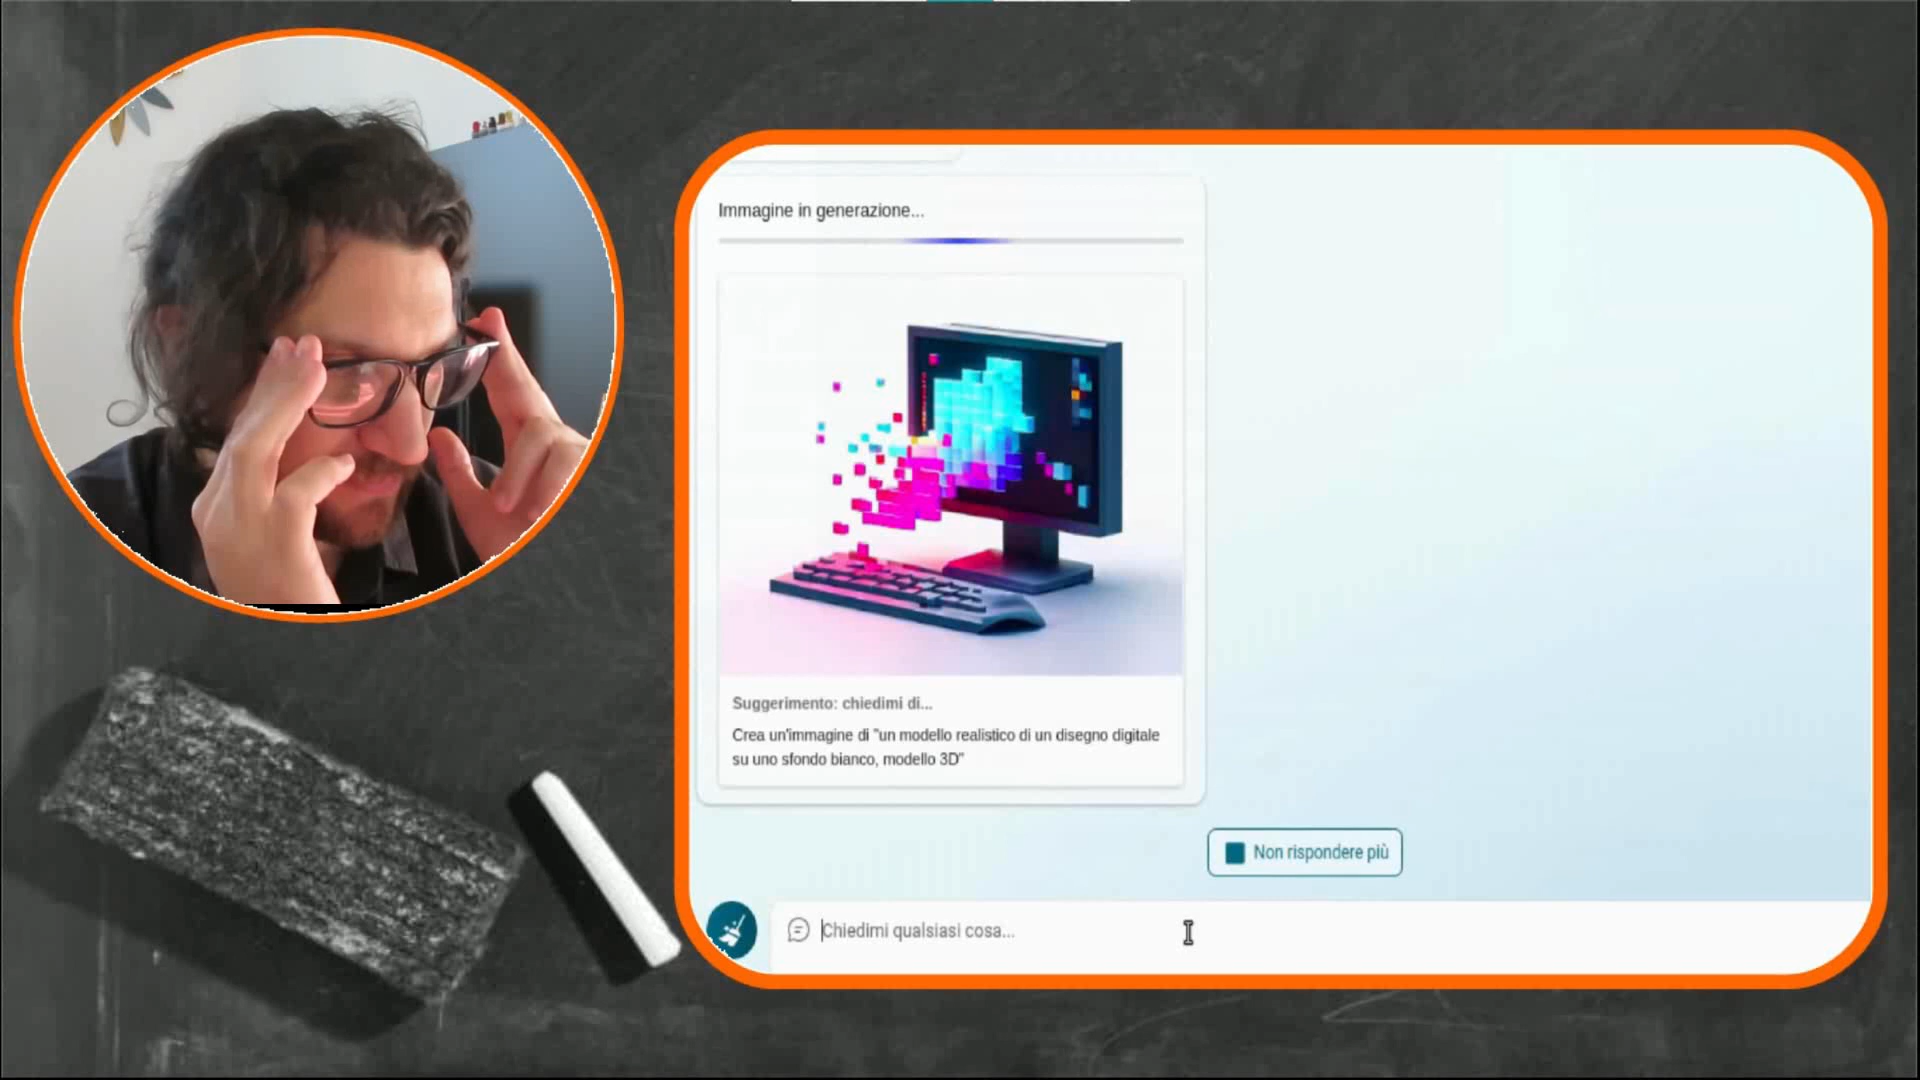 Immagine in generazione...
Suggerimento: chiedimi di...
Crea un'immagine di "un modello realistico di un disegno digitale
su uno sfondo bianco, modello 3D"
Non rispondere più
Chiedimi qualsiasi cosa...